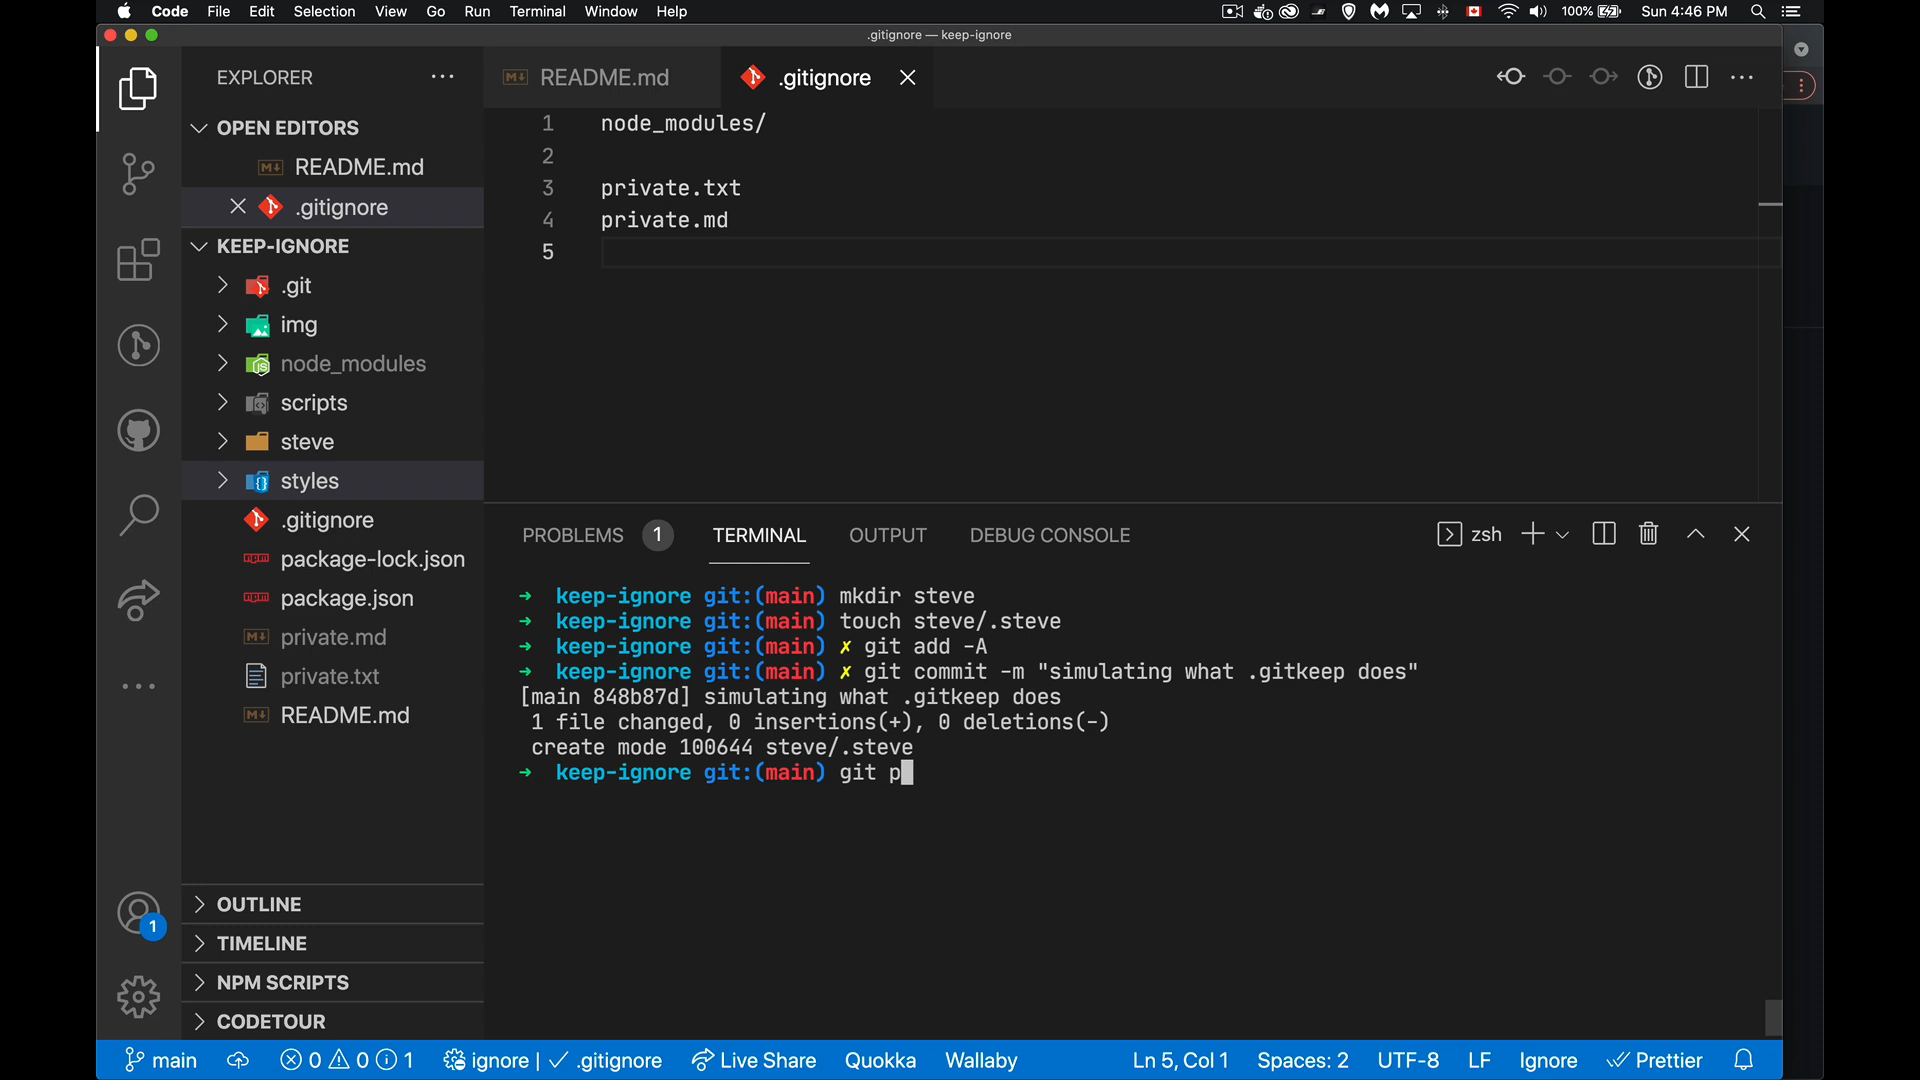 Code File Edit Selection View Go Run Terminal Window Help 100% Sun 4:46 PM
.gitignore — keep-ignore
EXPLORER
OPEN EDITORS
README.md
.gitignore
KEEP-IGNORE
.git
img
node_modules
scripts
steve
styles
.gitignore
package-lock.json
package.json
private.md
private.txt
README.md
OUTLINE
TIMELINE
NPM SCRIPTS
CODETOUR
1
README.md .gitignore
1 node_modules/
2
3 private.txt
4 private.md
5
PROBLEMS 1 TERMINAL OUTPUT DEBUG CONSOLE zsh
➜ keep-ignore git:(main) mkdir steve
➜ keep-ignore git:(main) touch steve/.steve
➜ keep-ignore git:(main) ✗ git add -A
➜ keep-ignore git:(main) ✗ git commit -m "simulating what .gitkeep does"
[main 848b87d] simulating what .gitkeep does
1 file changed, 0 insertions(+), 0 deletions(-)
create mode 100644 steve/.steve
➜ keep-ignore git:(main) git p
main 0 0 1 ignore | ✓ .gitignore Live Share Quokka Wallaby Ln 5, Col 1 Spaces: 2 UTF-8 LF Ignore Prettier